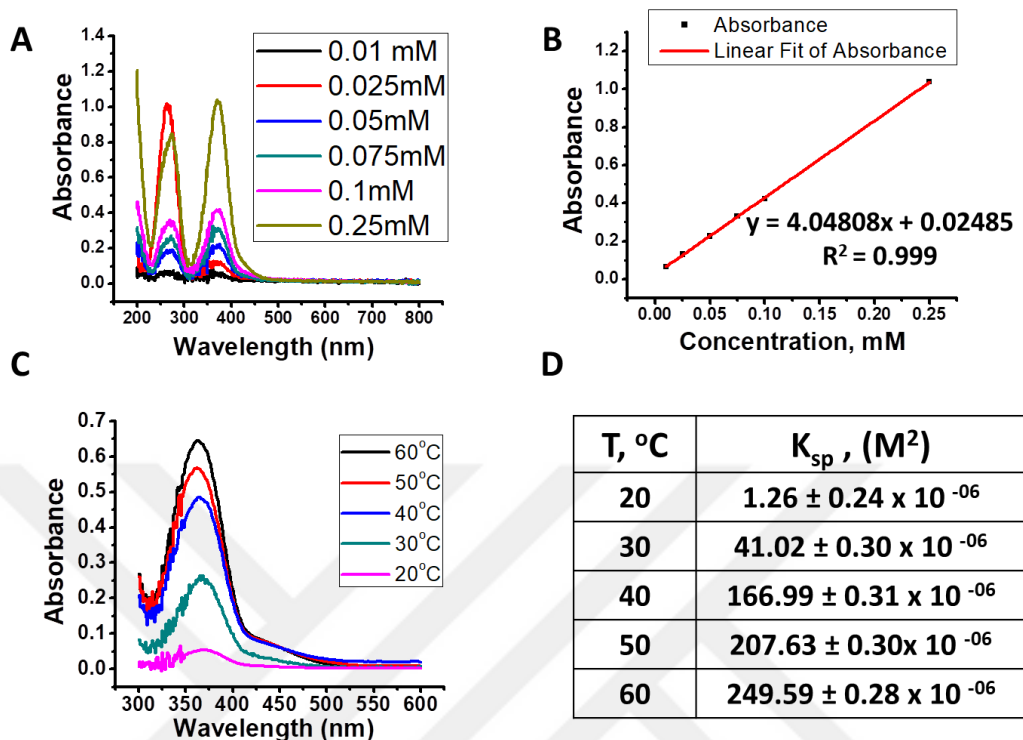 A
1.4
1.2
1.0
0.8
0.6
0.4
0.2
0.0
200 300 400 500 600 700 800
Absorbance
Wavelength (nm)
0.01 mM
0.025mM
0.05mM
0.075mM
0.1mM
0.25mM
B
Absorbance
Linear Fit of Absorbance
1.2
1.0
0.8
0.6
0.4
0.2
0.0
0.00 0.05 0.10 0.15 0.20 0.25
Absorbance
Concentration, mM
y = 4.04808x + 0.02485
R² = 0.999
C
0.7
0.6
0.5
0.4
0.3
0.2
0.1
0.0
300 350 400 450 500 550 600
Absorbance
Wavelength (nm)
60°C
50°C
40°C
30°C
20°C
D
T, °C Ksp , (M²)
20 1.26 ± 0.24 x 10 -06
30 41.02 ± 0.30 x 10 -06
40 166.99 ± 0.31 x 10 -06
50 207.63 ± 0.30x 10 -06
60 249.59 ± 0.28 x 10 -06